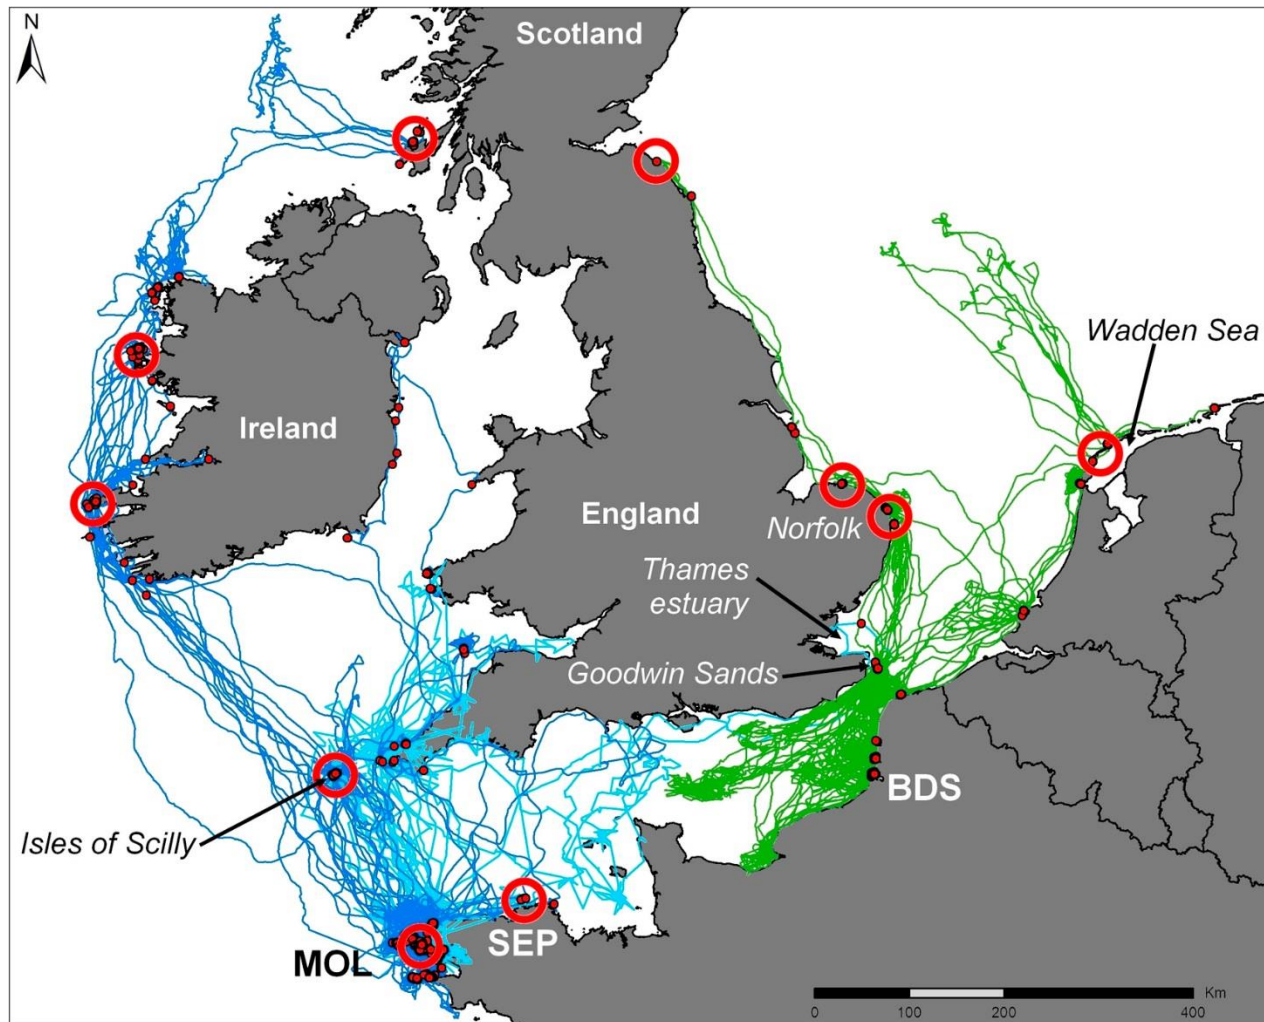 N
Scotland
Wadden Sea
Ireland
England
Norfolk
Thames
estuary
Goodwin Sands
BDS
Isles of Scilly
SEP
MOL
Km
0 100 200 400